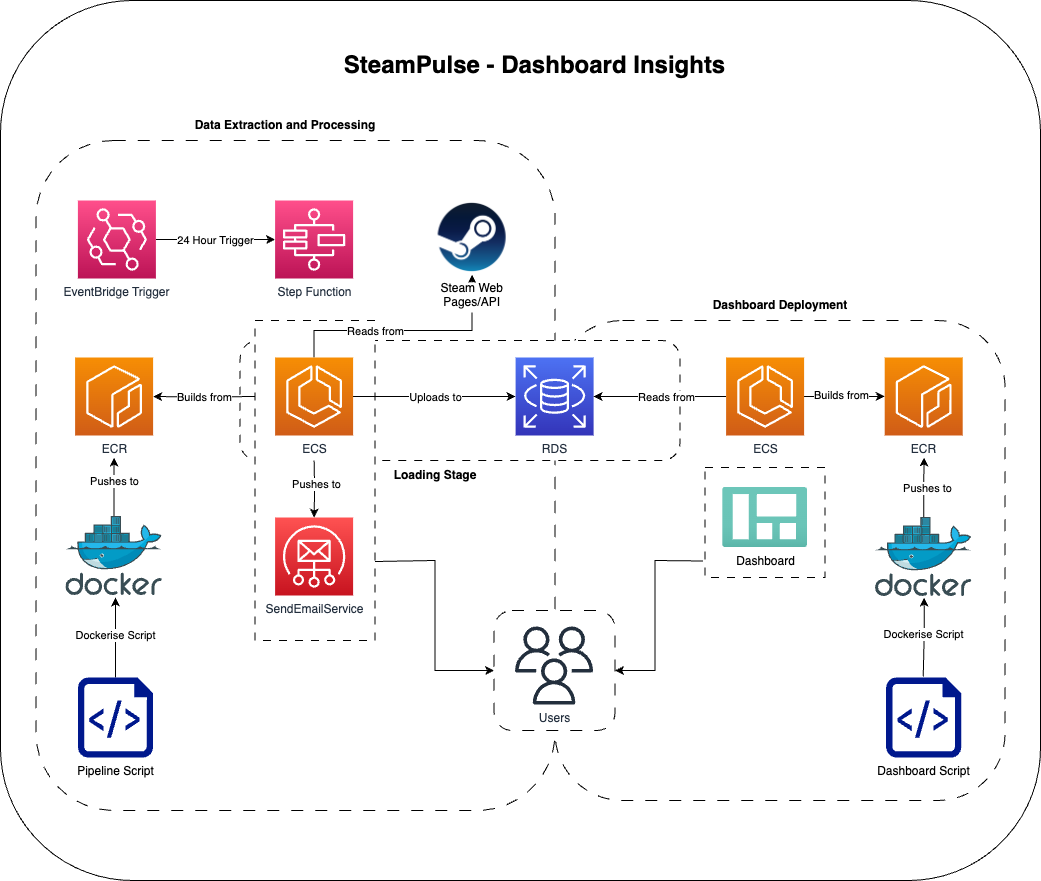 SteamPulse - Dashboard Insights
Data Extraction and Processing
24 Hour Trigger
EventBridge Trigger
Step Function
Steam Web
Pages/API
Dashboard Deployment
Reads from
Builds from
Uploads to
Reads from
Builds from
ECR
ECS
RDS
ECS
ECR
Loading Stage
Pushes to
Pushes to
Pushes to
Dashboard
docker
docker
SendEmailService
Dockerise Script
Dockerise Script
</>
</>
Users
Pipeline Script
Dashboard Script